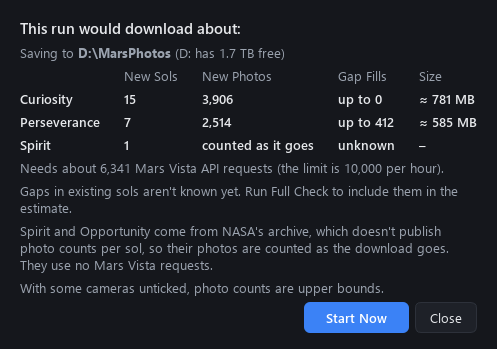 This run would download about:
Saving to D:\MarsPhotos (D: has 1.7 TB free)
New Sols New Photos Gap Fills Size
Curiosity 15 3,906 up to 0 ≈ 781 MB
Perseverance 7 2,514 up to 412 ≈ 585 MB
Spirit 1 counted as it goes unknown –
Needs about 6,341 Mars Vista API requests (the limit is 10,000 per hour).
Gaps in existing sols aren't known yet. Run Full Check to include them in the
estimate.
Spirit and Opportunity come from NASA's archive, which doesn't publish
photo counts per sol, so their photos are counted as the download goes.
They use no Mars Vista requests.
With some cameras unticked, photo counts are upper bounds.
Start Now Close